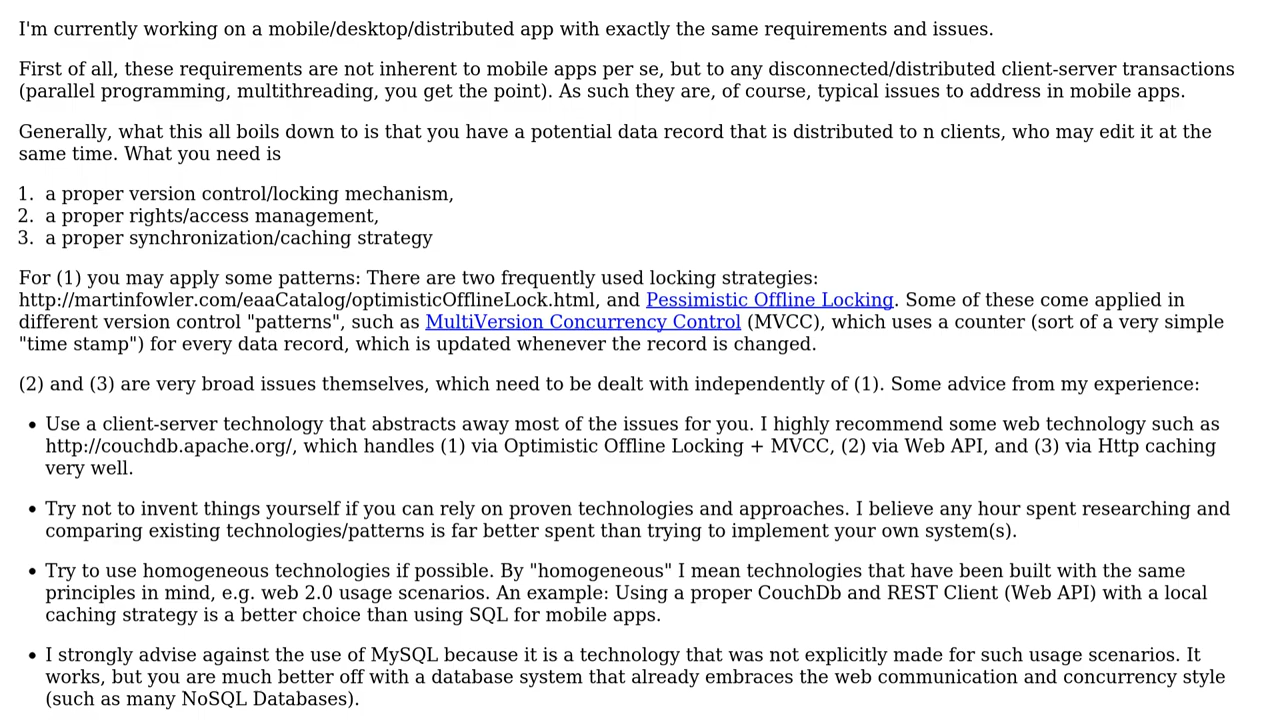 I'm currently working on a mobile/desktop/distributed app with exactly the same requirements and issues.
First of all, these requirements are not inherent to mobile apps per se, but to any disconnected/distributed client-server transactions
(parallel programming, multithreading, you get the point). As such they are, of course, typical issues to address in mobile apps.
Generally, what this all boils down to is that you have a potential data record that is distributed to n clients, who may edit it at the
same time. What you need is
1. a proper version control/locking mechanism,
2. a proper rights/access management,
3. a proper synchronization/caching strategy
For (1) you may apply some patterns: There are two frequently used locking strategies:
http://martinfowler.com/eaaCatalog/optimisticOfflineLock.html, and Pessimistic Offline Locking. Some of these come applied in
different version control "patterns", such as MultiVersion Concurrency Control (MVCC), which uses a counter (sort of a very simple
"time stamp") for every data record, which is updated whenever the record is changed.
(2) and (3) are very broad issues themselves, which need to be dealt with independently of (1). Some advice from my experience:
• Use a client-server technology that abstracts away most of the issues for you. I highly recommend some web technology such as
http://couchdb.apache.org/, which handles (1) via Optimistic Offline Locking + MVCC, (2) via Web API, and (3) via Http caching
very well.
• Try not to invent things yourself if you can rely on proven technologies and approaches. I believe any hour spent researching and
comparing existing technologies/patterns is far better spent than trying to implement your own system(s).
• Try to use homogeneous technologies if possible. By "homogeneous" I mean technologies that have been built with the same
principles in mind, e.g. web 2.0 usage scenarios. An example: Using a proper CouchDb and REST Client (Web API) with a local
caching strategy is a better choice than using SQL for mobile apps.
• I strongly advise against the use of MySQL because it is a technology that was not explicitly made for such usage scenarios. It
works, but you are much better off with a database system that already embraces the web communication and concurrency style
(such as many NoSQL Databases).